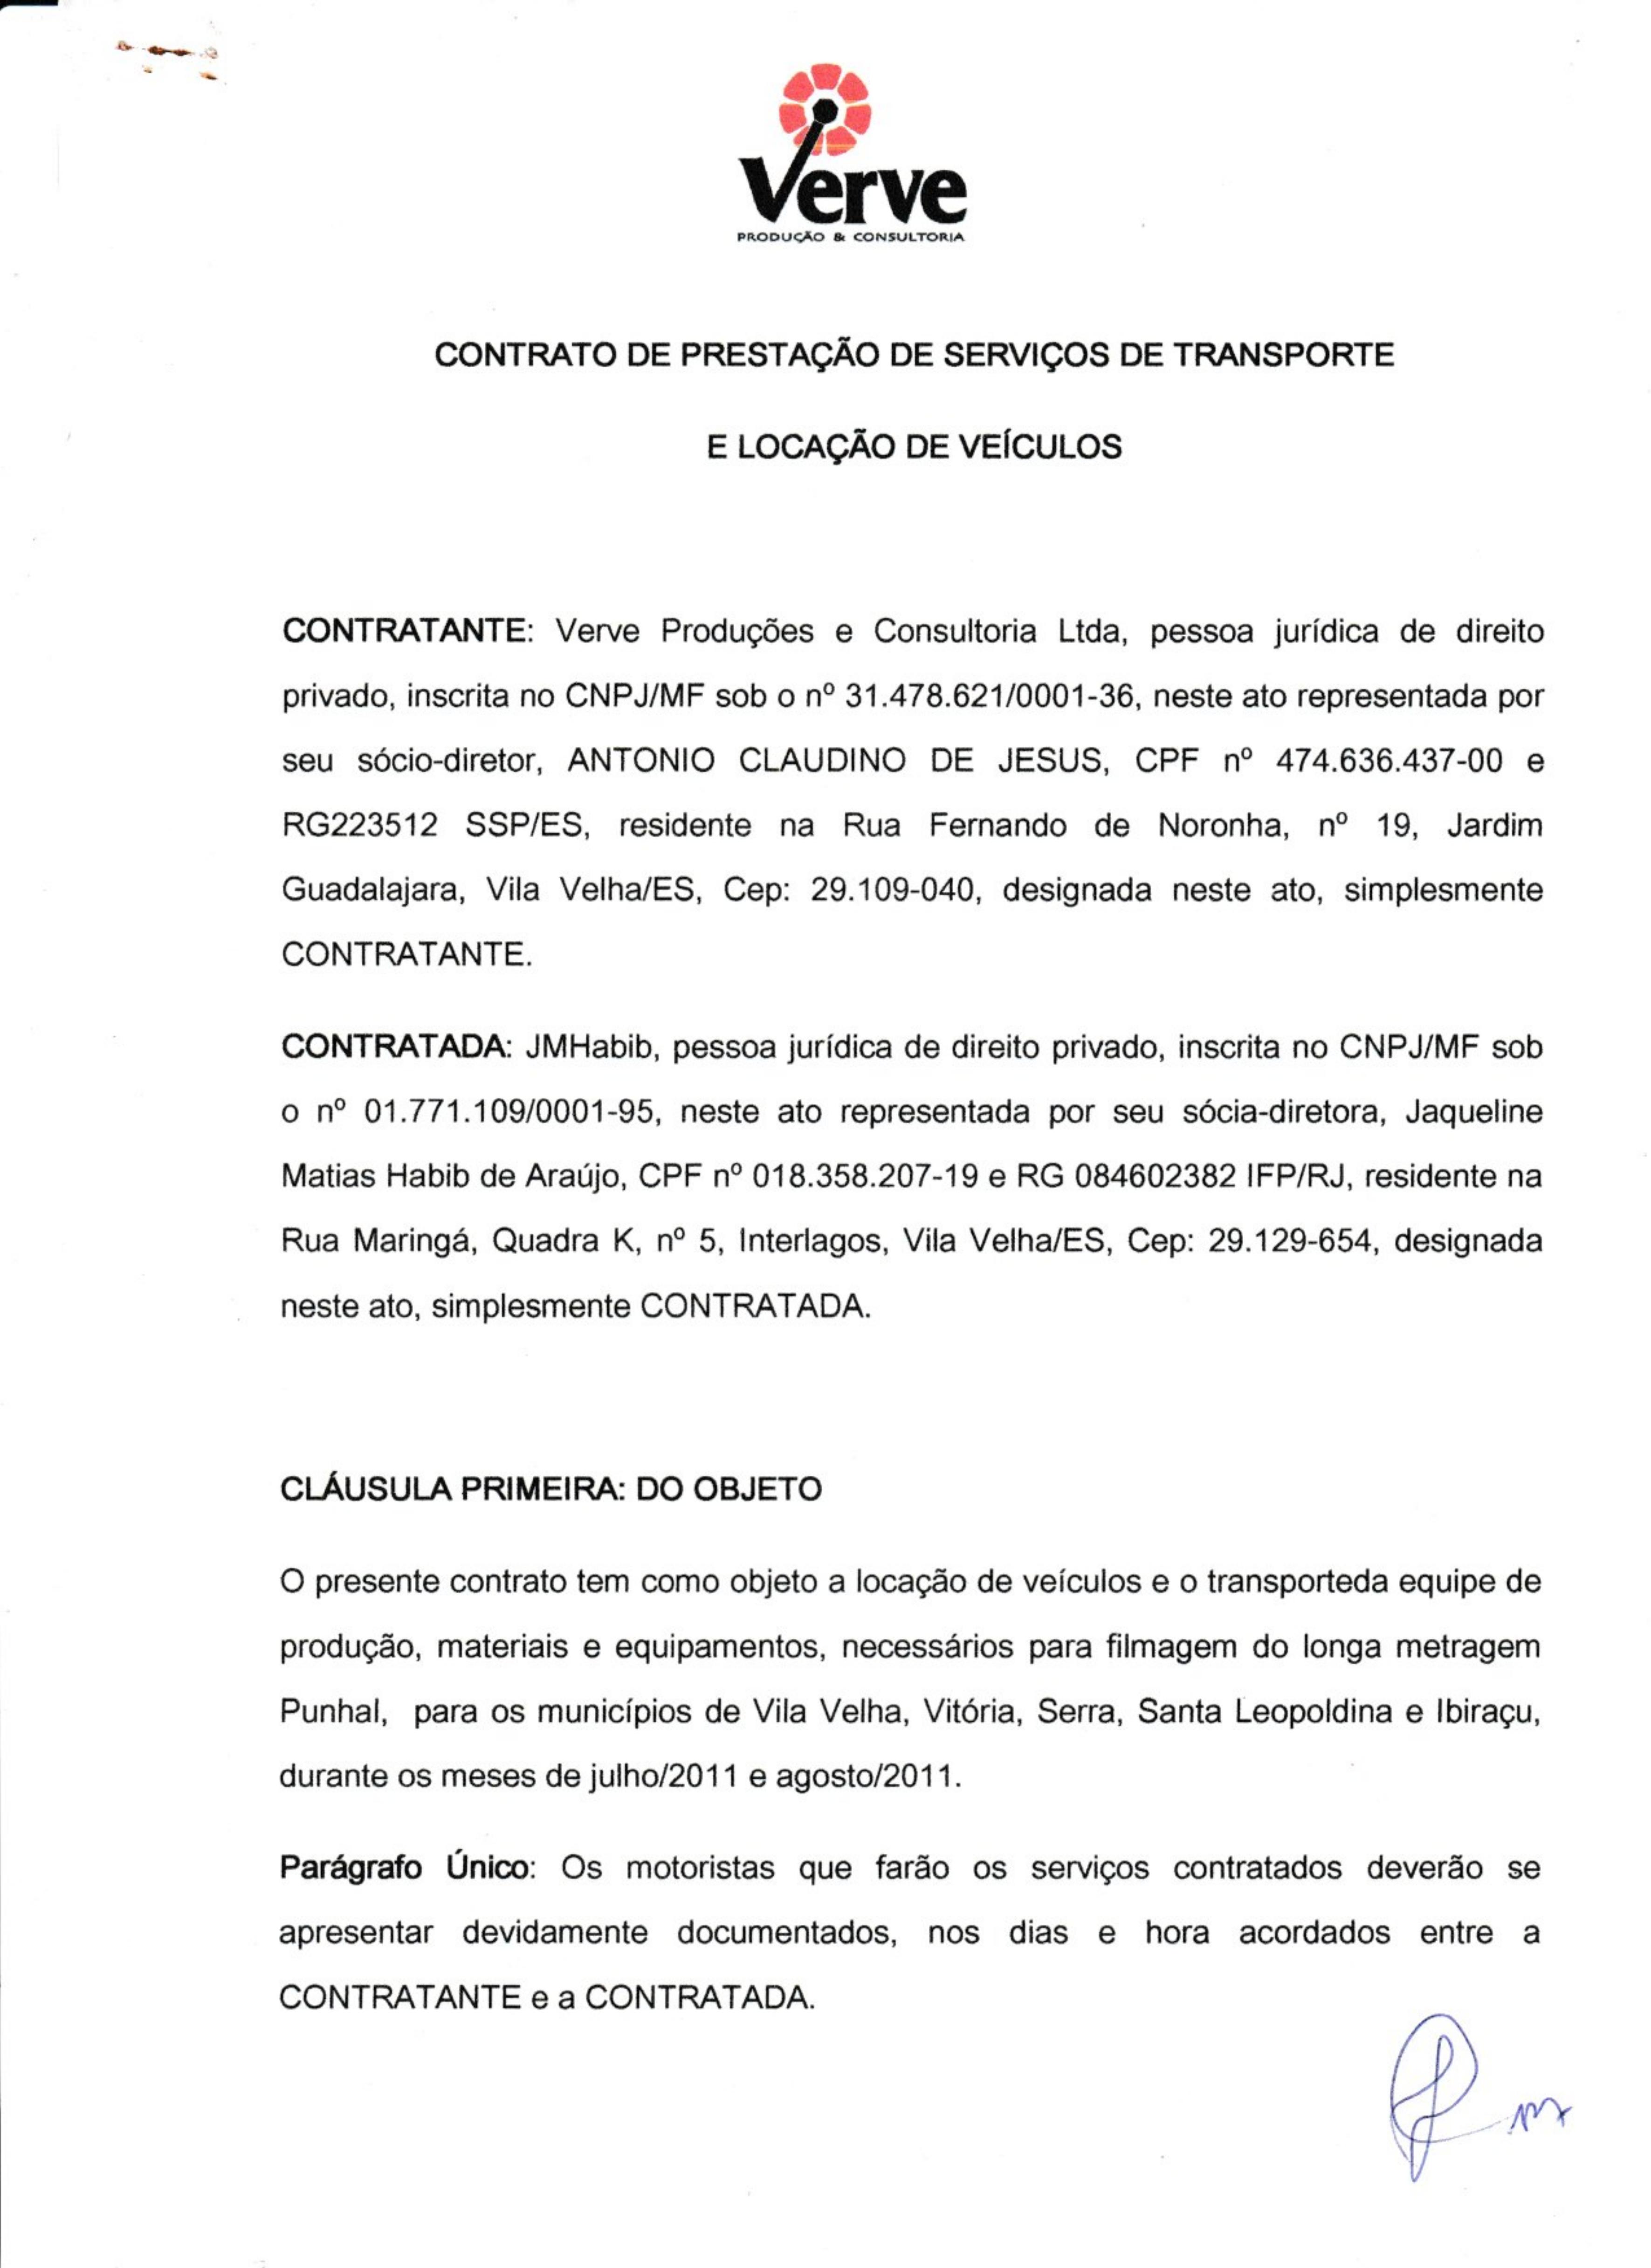 Verve
PRODUÇÃO & CONSULTORIA
CONTRATO DE PRESTAÇÃO DE SERVIÇOS DE TRANSPORTE
E LOCAÇÃO DE VEÍCULOS
CONTRATANTE: Verve Produções e Consultoria Ltda, pessoa jurídica de direito
privado, inscrita no CNPJ/MF sob o nº 31.478.621/0001-36, neste ato representada por
seu sócio-diretor, ANTONIO CLAUDINO DE JESUS, CPF nº 474.636.437-00 e
RG223512 SSP/ES, residente na Rua Fernando de Noronha, nº 19, Jardim
Guadalajara, Vila Velha/ES, Cep: 29.109-040, designada neste ato, simplesmente
CONTRATANTE.
CONTRATADA: JMHabib, pessoa jurídica de direito privado, inscrita no CNPJ/MF sob
o nº 01.771.109/0001-95, neste ato representada por seu sócia-diretora, Jaqueline
Matias Habib de Araújo, CPF nº 018.358.207-19 e RG 084602382 IFP/RJ, residente na
Rua Maringá, Quadra K, nº 5, Interlagos, Vila Velha/ES, Cep: 29.129-654, designada
neste ato, simplesmente CONTRATADA.
CLÁUSULA PRIMEIRA: DO OBJETO
O presente contrato tem como objeto a locação de veículos e o transporteda equipe de
produção, materiais e equipamentos, necessários para filmagem do longa metragem
Punhal, para os municípios de Vila Velha, Vitória, Serra, Santa Leopoldina e Ibiraçu,
durante os meses de julho/2011 e agosto/2011.
Parágrafo Único: Os motoristas que farão os serviços contratados deverão se
apresentar devidamente documentados, nos dias e hora acordados entre a
CONTRATANTE e a CONTRATADA.